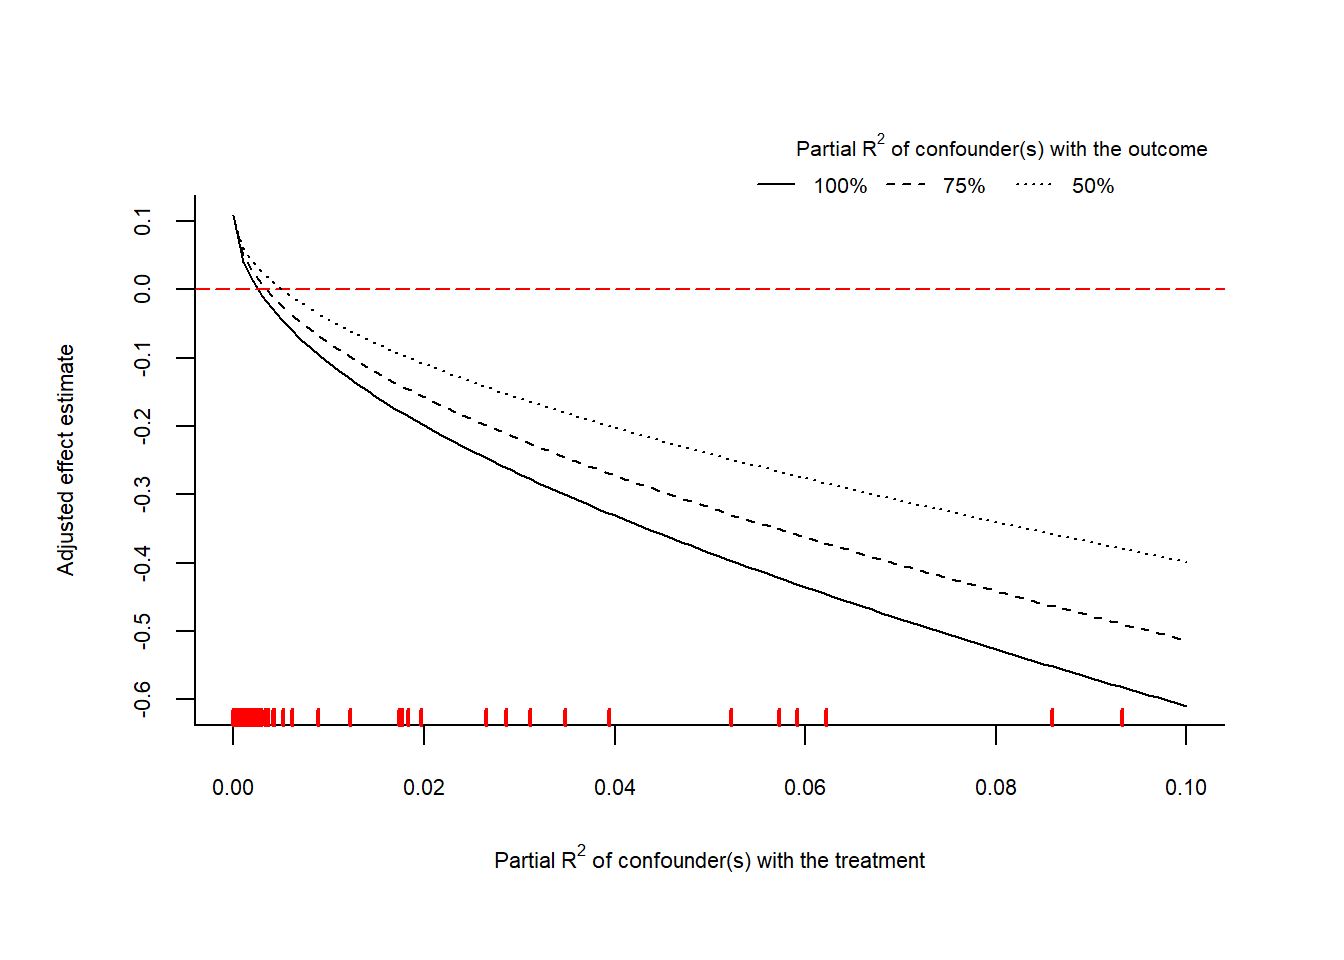 Partial R² of confounder(s) with the outcome
100% 75% 50%
Adjusted effect estimate
0.1
0.0
-0.1
-0.2
-0.3
-0.4
-0.5
-0.6
0.00 0.02 0.04 0.06 0.08 0.10
Partial R² of confounder(s) with the treatment